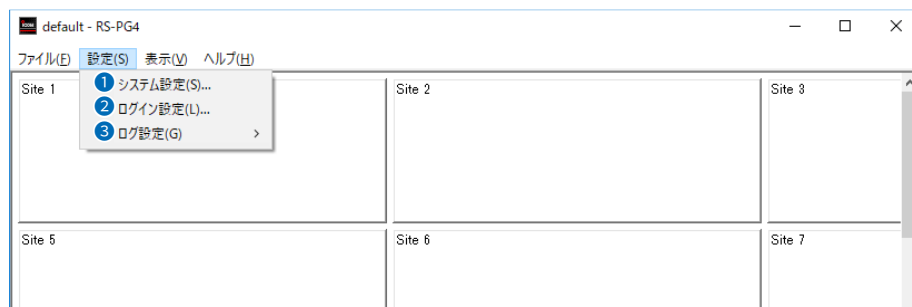 default - RS-PG4
ファイル(F) 設定(S) 表示(V) ヘルプ(H)
1 システム設定(S)...
2 ログイン設定(L)...
3 ログ設定(G) >
Site 1 Site 2 Site 3
Site 5 Site 6 Site 7